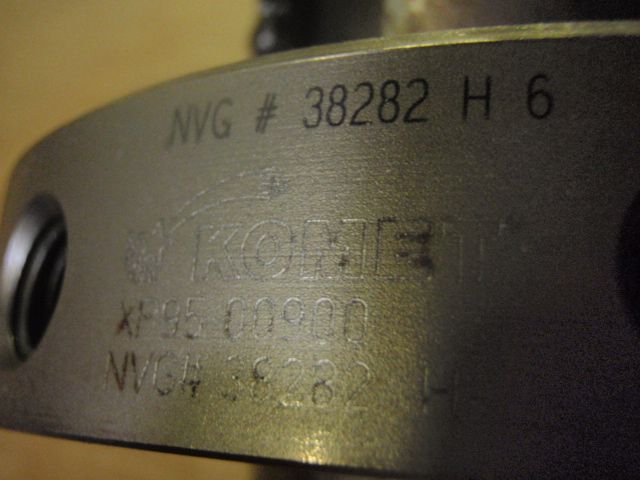 NVG # 38282 H 6
KOMET
XP95 00900
NVG# 38282 H